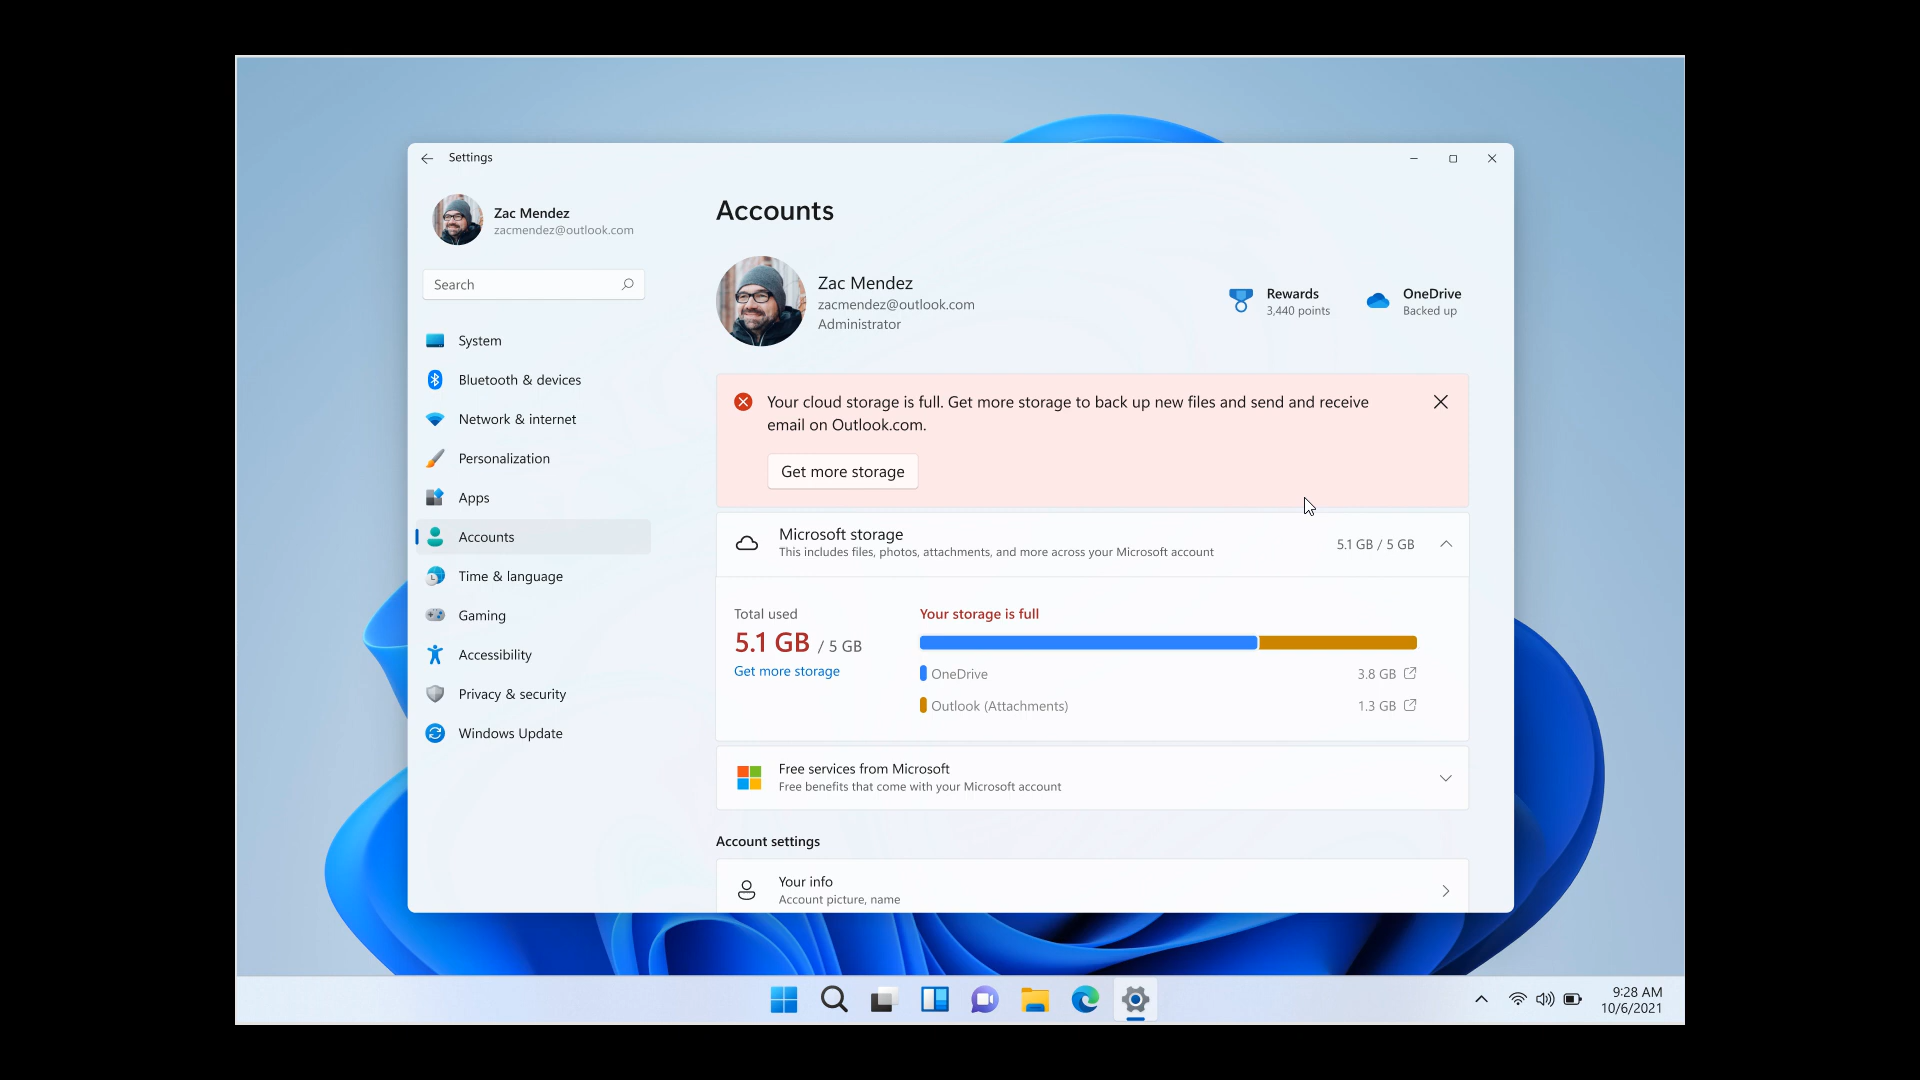 Settings
Zac Mendez
zacmendez@outlook.com
Search
System
Bluetooth & devices
Network & internet
Personalization
Apps
Accounts
Time & language
Gaming
Accessibility
Privacy & security
Windows Update
Accounts
Zac Mendez
zacmendez@outlook.com
Administrator
Rewards
3,440 points
OneDrive
Backed up
Your cloud storage is full. Get more storage to back up new files and send and receive
email on Outlook.com.
Get more storage
Microsoft storage
This includes files, photos, attachments, and more across your Microsoft account
5.1 GB / 5 GB
Total used
5.1 GB / 5 GB
Get more storage
Your storage is full
OneDrive 3.8 GB
Outlook (Attachments) 1.3 GB
Free services from Microsoft
Free benefits that come with your Microsoft account
Account settings
Your info
Account picture, name
9:28 AM
10/6/2021